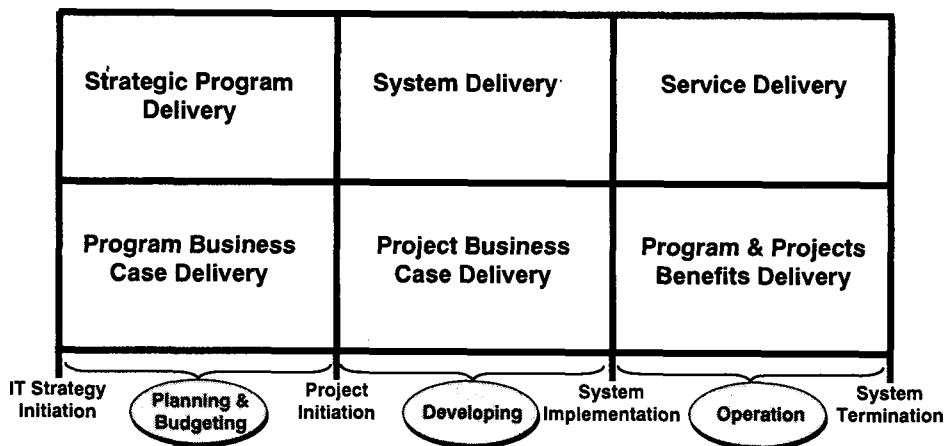 Strategic Program
Delivery
System Delivery
Service Delivery
Program Business
Case Delivery
Project Business
Case Delivery
Program & Projects
Benefits Delivery
IT Strategy
Initiation
Planning &
Budgeting
Project
Initiation
Developing
System
Implementation
Operation
System
Termination